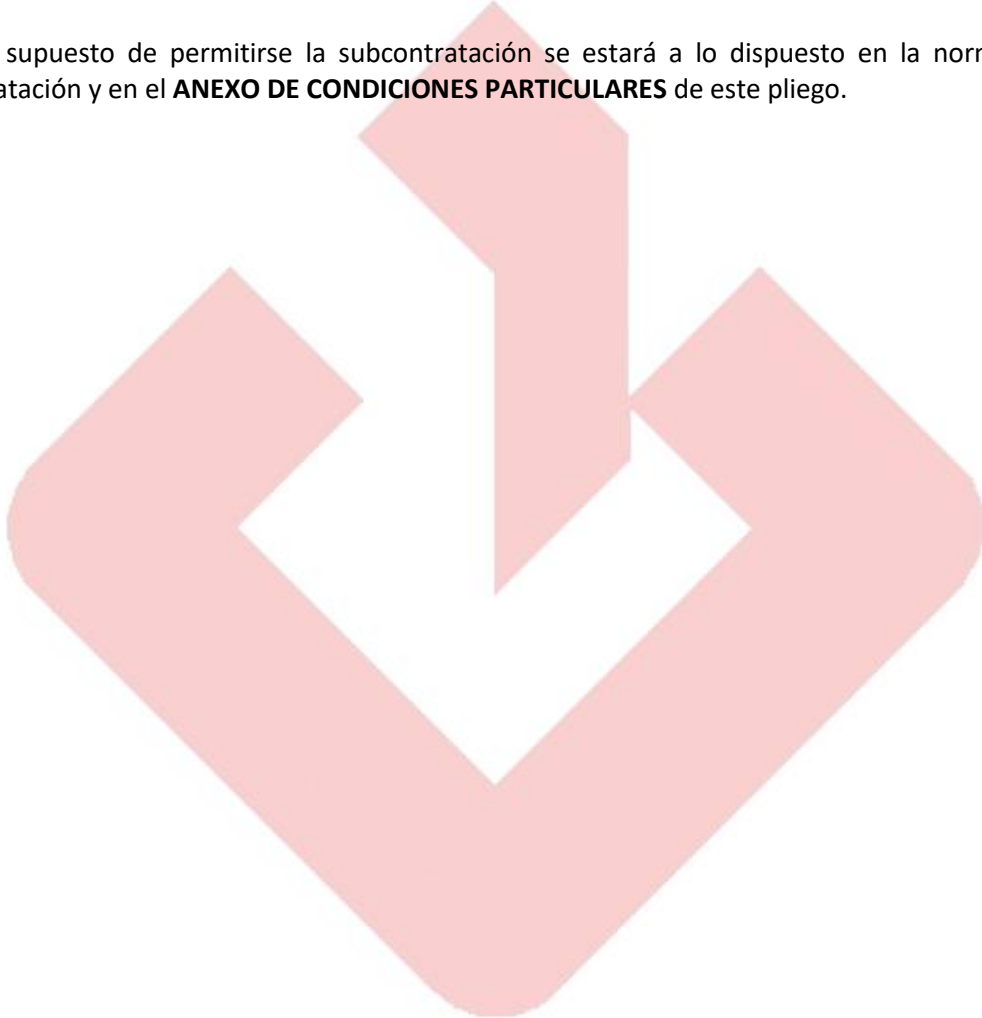 supuesto de permitirse la subcontratación se estará a lo dispuesto en la
y en el ANEXO DE CONDICIONES PARTICULARES de este pliego.